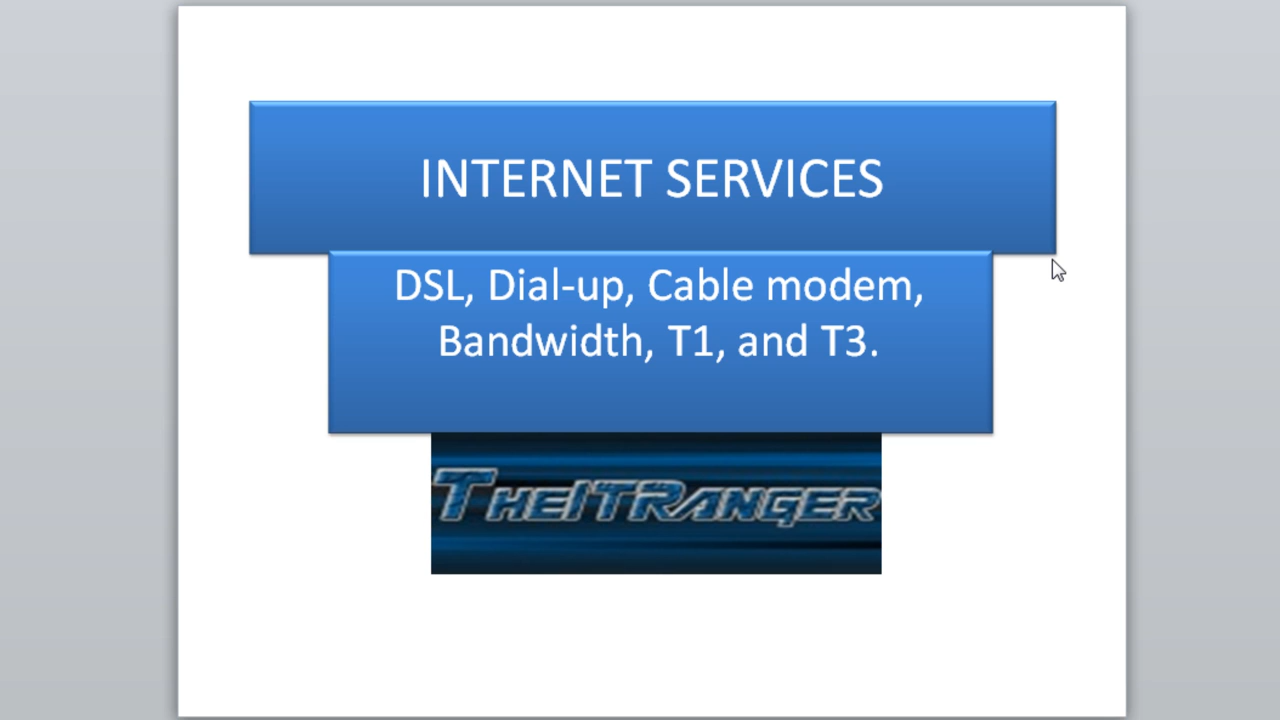 INTERNET SERVICES
DSL, Dial-up, Cable modem,
Bandwidth, T1, and T3.
TheITRanger